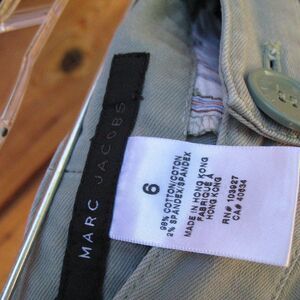 MARC JACOBS
6
98% COTTON/COTON
2% SPANDEX/SPANDEX
MADE IN HONG KONG
FABRIQUE A
HONG KONG
RN# 103927
CA# 40634